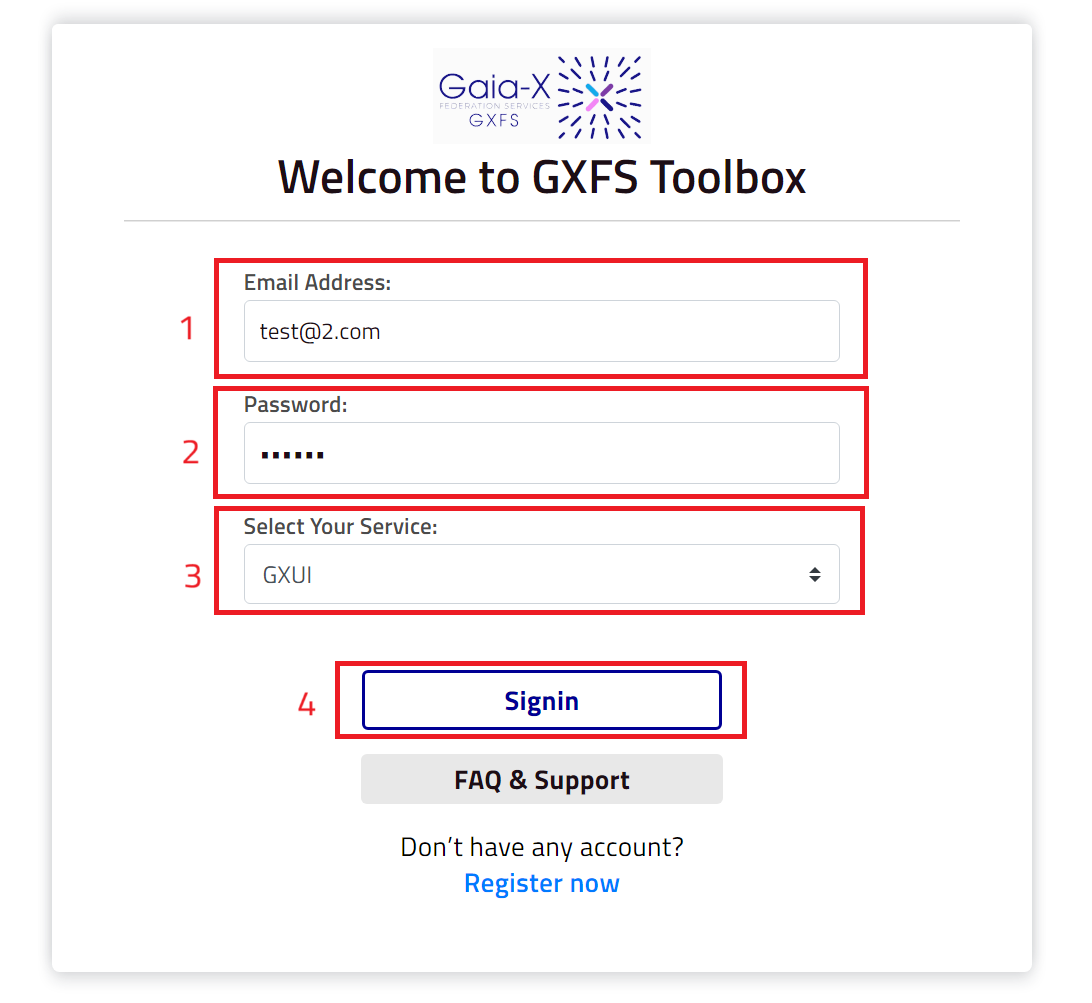 Gaia-X
FEDERATION SERVICES
GXFS
Welcome to GXFS Toolbox
Email Address:
1
test@2.com
Password:
2
••••••
Select Your Service:
3
GXUI
4
Signin
FAQ & Support
Don’t have any account?
Register now